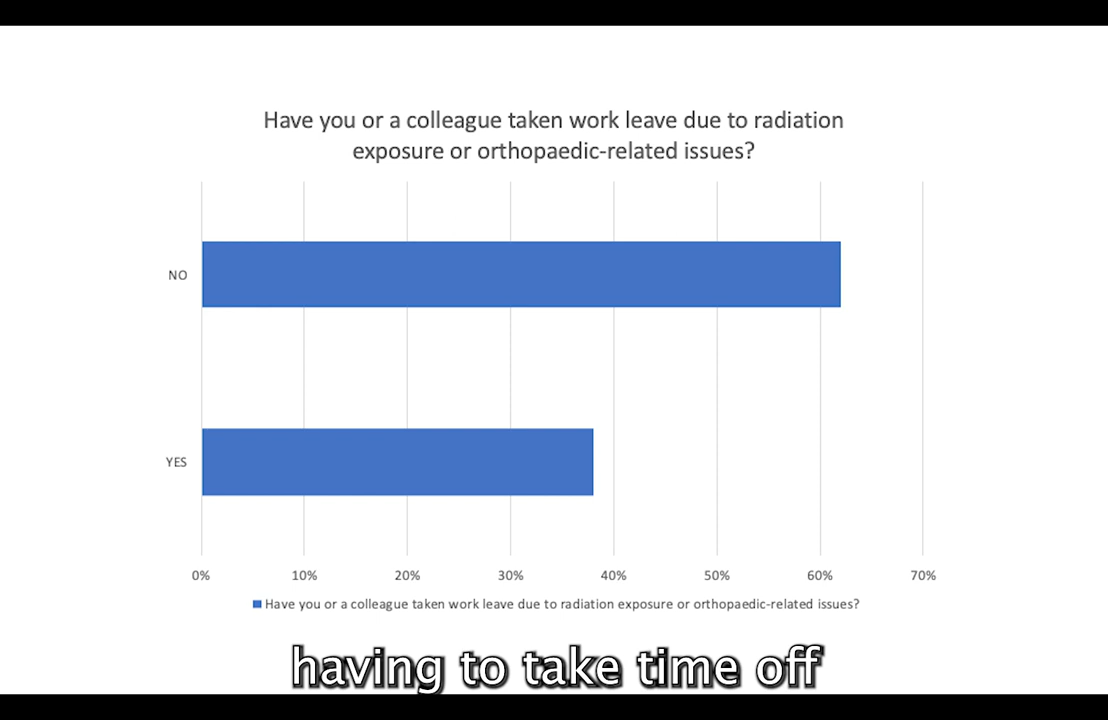 Have you or a colleague taken work leave due to radiation
exposure or orthopaedic-related issues?
NO
YES
0%
10%
20%
30%
40%
50%
60%
70%
Have you or a colleague taken work leave due to radiation exposure or orthopaedic-related issues?
having to take time off